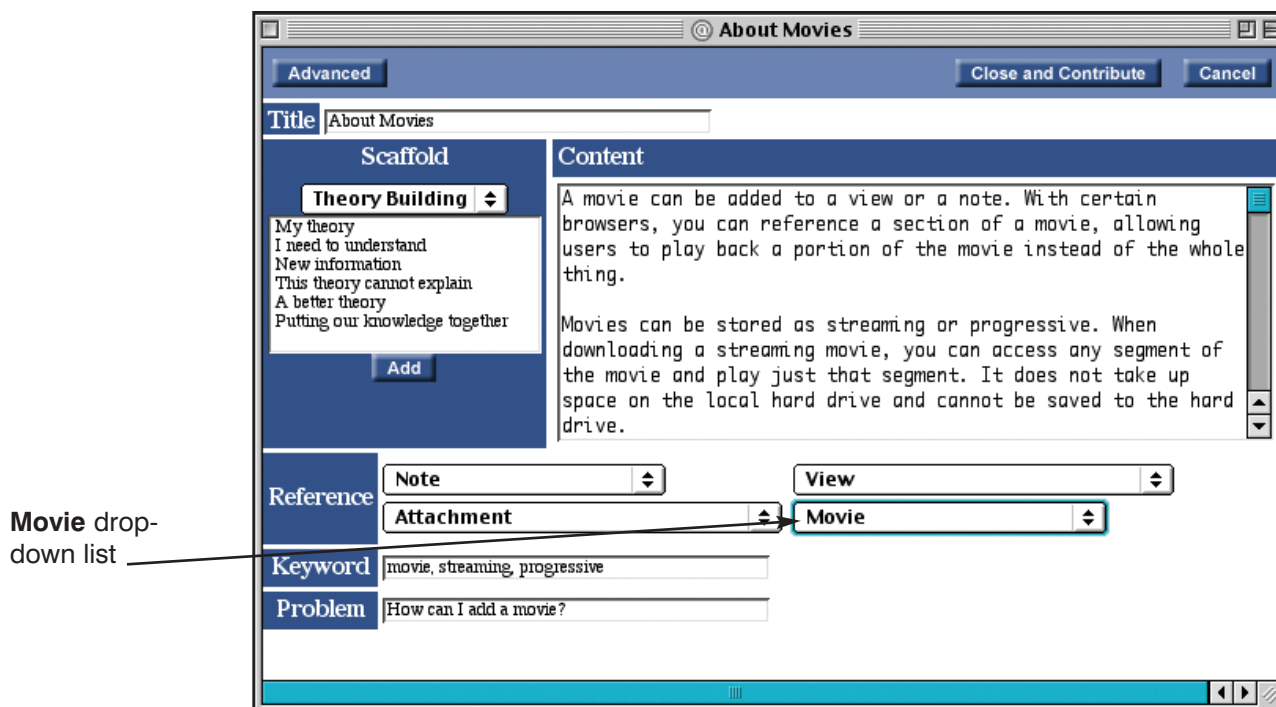 About Movies
Advanced
Close and Contribute
Cancel
Title
About Movies
Scaffold
Content
Theory Building
My theory
I need to understand
New information
This theory cannot explain
A better theory
Putting our knowledge together
Add
A movie can be added to a view or a note. With certain
browsers, you can reference a section of a movie, allowing
users to play back a portion of the movie instead of the whole
thing.
Movies can be stored as streaming or progressive. When
downloading a streaming movie, you can access any segment of
the movie and play just that segment. It does not take up
space on the local hard drive and cannot be saved to the hard
drive.
Reference
Note
View
Attachment
Movie
Movie drop-
down list
Keyword
movie, streaming, progressive
Problem
How can I add a movie?